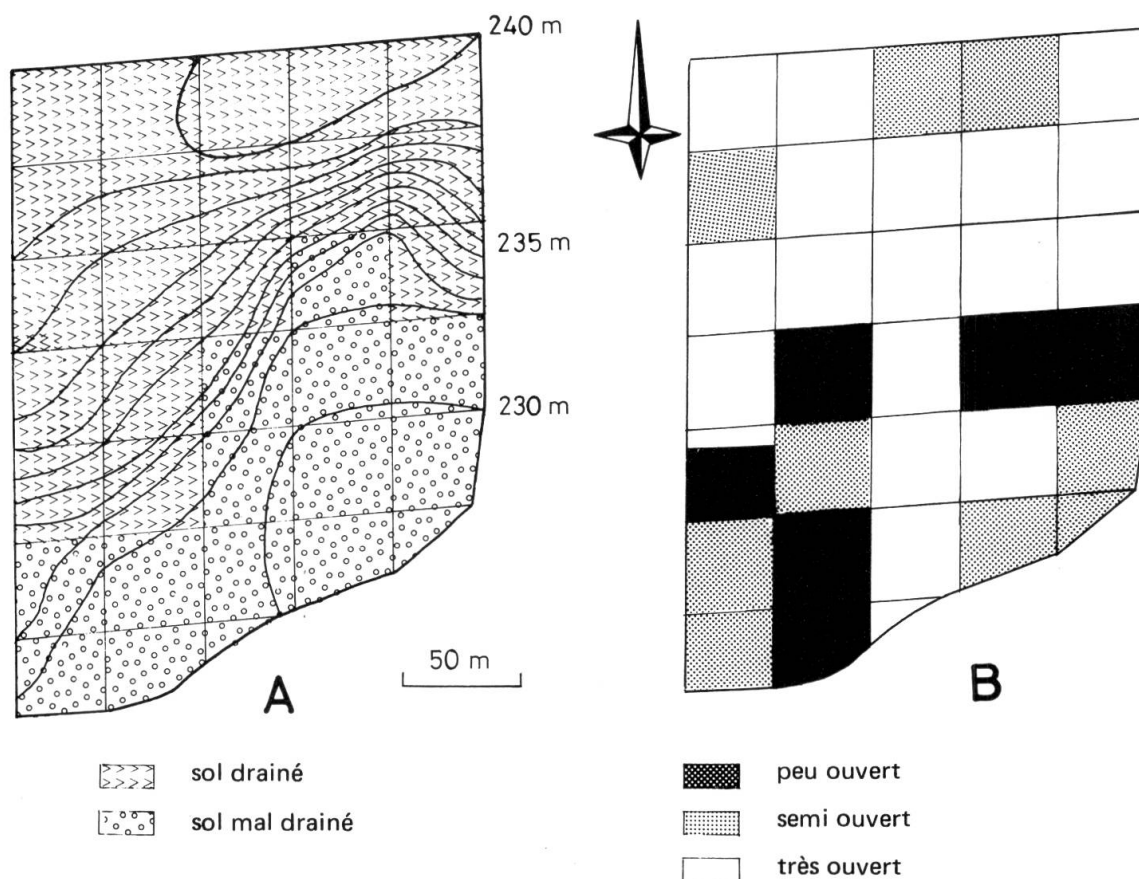 240 m
235 m
230 m
50 m
A
B
sol drainé
sol mal drainé
peu ouvert
semi ouvert
très ouvert